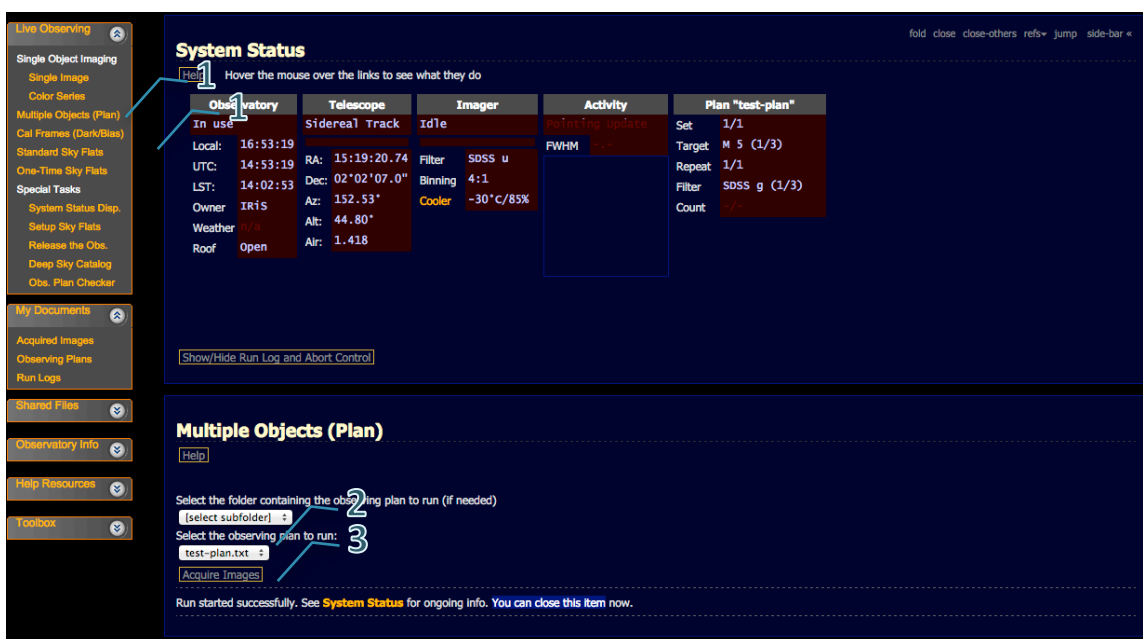 Live Observing
Single Object Imaging
Single Image
Color Series
Multiple Objects (Plan)
Cal Frames (Dark/Bias)
Standard Sky Flats
One-Time Sky Flats
Special Tasks
System Status Disp.
Setup Sky Flats
Release the Obs.
Deep Sky Catalog
Obs. Plan Checker
My Documents
Acquired Images
Observing Plans
Run Logs
Shared Files
Observatory Info
Help Resources
Toolbox
fold close close-others refs▾ jump side-bar «
System Status
Help Hover the mouse over the links to see what they do
1
1
Observatory Telescope Imager Activity Plan "test-plan"
In use Sidereal Track Idle Pointing update Set 1/1
Local: 16:53:19 FWHM -.- Target M 5 (1/3)
UTC: 14:53:19 RA: 15:19:20.74 Filter SDSS u Repeat 1/1
LST: 14:02:53 Dec: 02°02'07.0" Binning 4:1 Filter SDSS g (1/3)
Owner IRiS Az: 152.53° Cooler -30°C/85% Count -/-
Weather n/a Alt: 44.80°
Roof Open Air: 1.418
Show/Hide Run Log and Abort Control
Multiple Objects (Plan)
Help
Select the folder containing the observing plan to run (if needed)
[select subfolder] 2
Select the observing plan to run: 3
test-plan.txt
Acquire Images
Run started successfully. See System Status for ongoing info. You can close this item now.